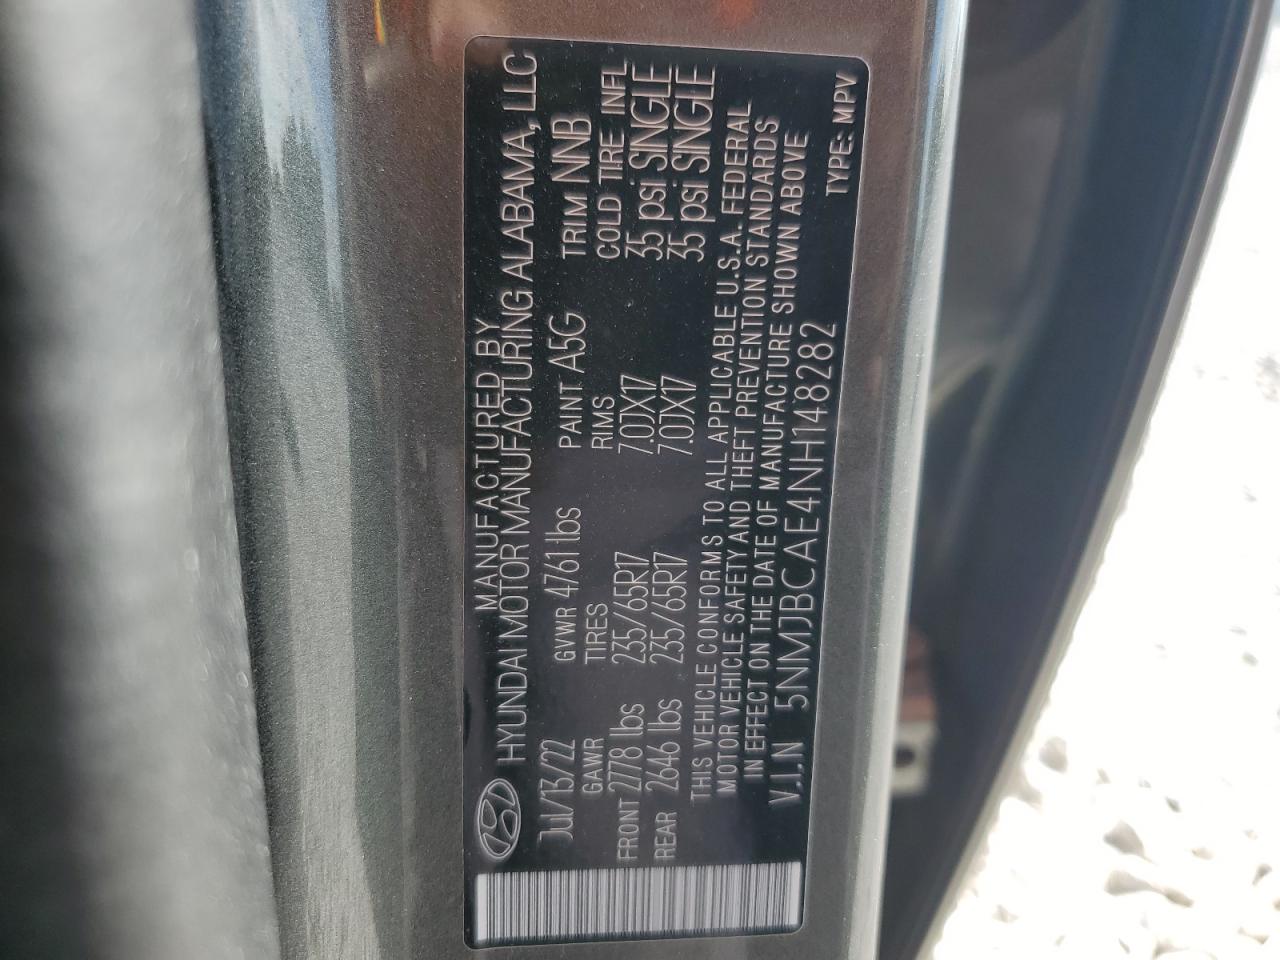 MANUFACTURED BY
HYUNDAI MOTOR MANUFACTURING ALABAMA, LLC
Jul/13/22 GVWR 4761 lbs PAINT A5G TRIM NNB
GAWR TIRES RIMS COLD TIRE INFL
FRONT 2778 lbs 235/65R17 7.0JX17 35 psi SINGLE
REAR 2646 lbs 235/65R17 7.0JX17 35 psi SINGLE
THIS VEHICLE CONFORMS TO ALL APPLICABLE U.S.A. FEDERAL
MOTOR VEHICLE SAFETY AND THEFT PREVENTION STANDARDS
IN EFFECT ON THE DATE OF MANUFACTURE SHOWN ABOVE
V.I.N 5NMJBCAE4NH148282 TYPE: MPV